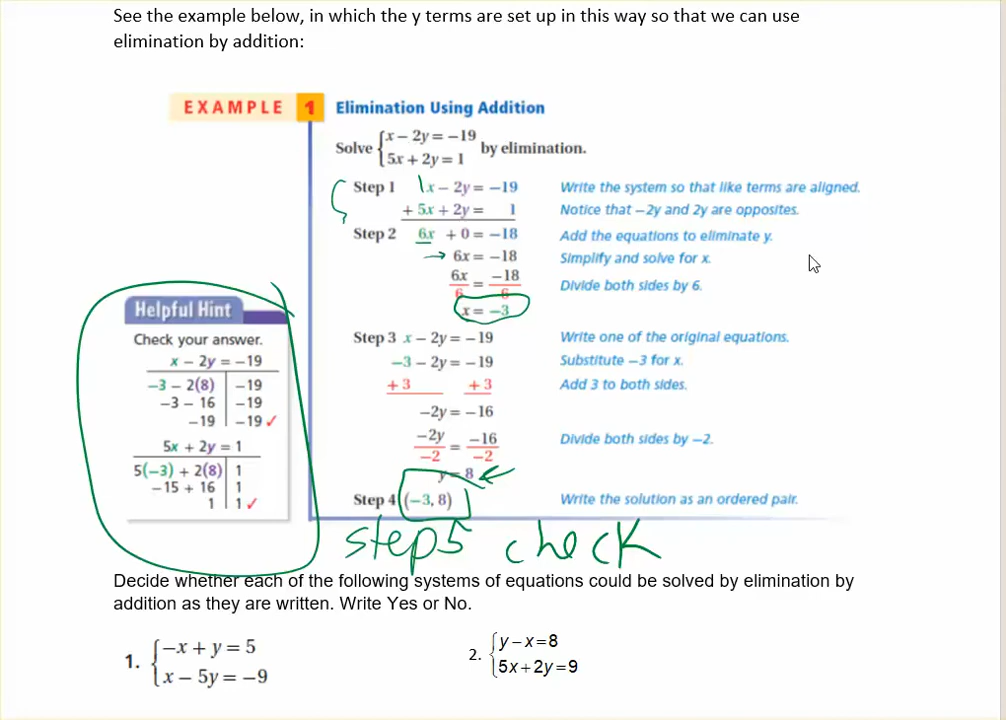 See the example below, in which the y terms are set up in this way so that we can use
elimination by addition:
EXAMPLE 1 Elimination Using Addition
Solve {x − 2y = −19
5x + 2y = 1 by elimination.
Step 1 1x − 2y = −19 Write the system so that like terms are aligned.
+ 5x + 2y = 1 Notice that −2y and 2y are opposites.
Step 2 6x + 0 = −18 Add the equations to eliminate y.
→ 6x = −18 Simplify and solve for x.
6x/6 = −18/6 Divide both sides by 6.
x = −3
Step 3 x − 2y = −19 Write one of the original equations.
−3 − 2y = −19 Substitute −3 for x.
+3 +3 Add 3 to both sides.
−2y = −16
−2y/−2 = −16/−2 Divide both sides by −2.
y = 8
Step 4 (−3, 8) Write the solution as an ordered pair.
step 5 check
Helpful Hint
Check your answer.
x − 2y = −19
−3 − 2(8) | −19
−3 − 16 | −19
−19 | −19 ✓
5x + 2y = 1
5(−3) + 2(8) | 1
−15 + 16 | 1
1 | 1 ✓
Decide whether each of the following systems of equations could be solved by elimination by
addition as they are written. Write Yes or No.
1. {−x + y = 5
x − 5y = −9
2. {y − x = 8
5x + 2y = 9